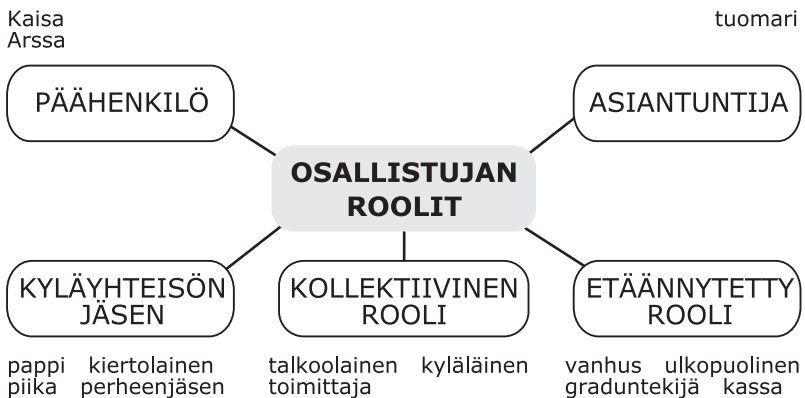 Kaisa
Arssa
tuomari
PÄÄHENKILÖ
ASIANTUNTIJA
OSALLISTUJAN
ROOLIT
KYLÄYHTEISÖN
JÄSEN
KOLLEKTIIVINEN
ROOLI
ETÄÄNNYTETTY
ROOLI
pappi kiertolainen
piika perheenjäsen
talkoolainen kyläläinen
toimittaja
vanhus ulkopuolinen
graduntekijä kassa